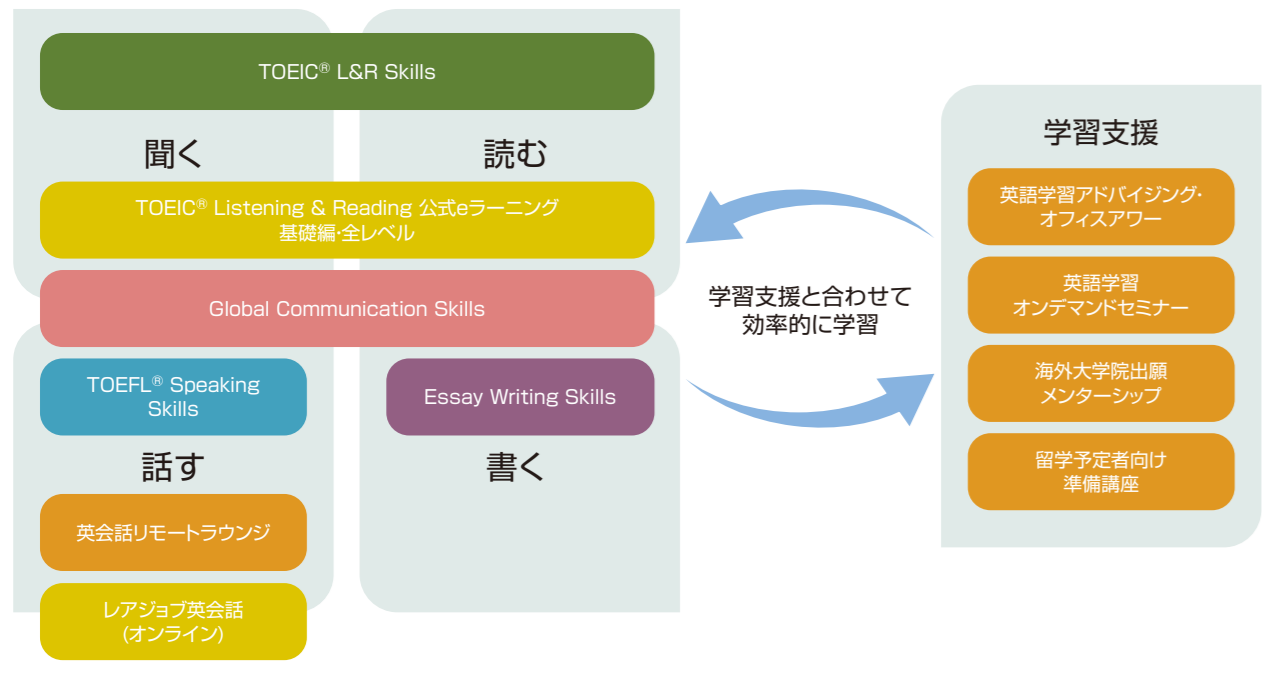 TOEIC® L&R Skills
聞く
読む
TOEIC® Listening & Reading 公式eラーニング
基礎編・全レベル
Global Communication Skills
TOEFL® Speaking
Skills
Essay Writing Skills
話す
書く
英会話リモートラウンジ
レアジョブ英会話
(オンライン)
学習支援と合わせて
効率的に学習
学習支援
英語学習アドバイジング・
オフィスアワー
英語学習
オンデマンドセミナー
海外大学院出願
メンターシップ
留学予定者向け
準備講座